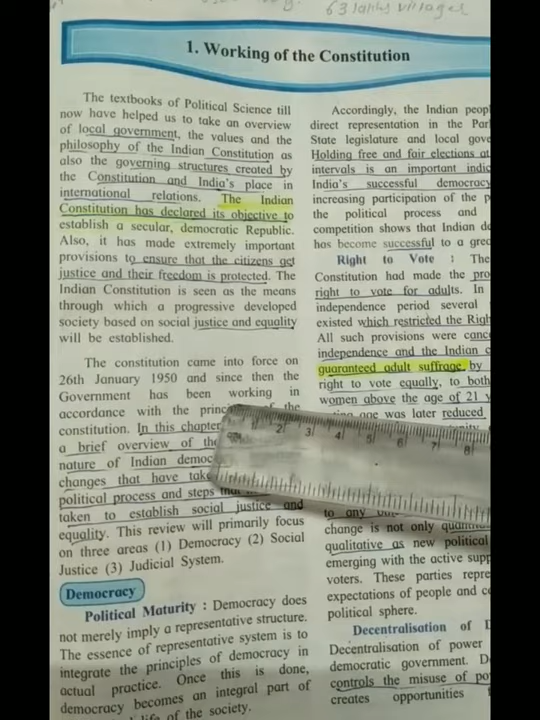 63 lakhs villages
1. Working of the Constitution
The textbooks of Political Science till
now have helped us to take an overview
of local government, the values and the
philosophy of the Indian Constitution as
also the governing structures created by
the Constitution and India's place in
international relations. The Indian
Constitution has declared its objective to
establish a secular, democratic Republic.
Also, it has made extremely important
provisions to ensure that the citizens get
justice and their freedom is protected. The
Indian Constitution is seen as the means
through which a progressive developed
society based on social justice and equality
will be established.
The constitution came into force on
26th January 1950 and since then the
Government has been working in
accordance with the the
constitution. In this chapter
a brief overview of the
nature of Indian
changes that have
political process and steps
taken to establish social justice and
equality. This review will primarily focus
on three areas (1) Democracy (2) Social
Justice (3) Judicial System.
Democracy
Political Maturity : Democracy does
not merely imply a representative structure.
The essence of representative system is to
integrate the principles of democracy in
actual practice. Once this is done,
democracy becomes an integral part of
life of the society.
Accordingly, the Indian
direct representation in the
State legislature and local
Holding free and fair elections at
intervals is an important
India's successful democracy
increasing participation of the
the political process and
competition shows that Indian
has become successful to a
Right to Vote : The
Constitution had made the
right to vote for adults. In
independence period several
existed which restricted the
All such provisions were
independence and the Indian
guaranteed adult suffrage by
right to vote equally, to both
women above the age of 21
one was later reduced
to any
change is not only
qualitative as new political
emerging with the active
voters. These parties
expectations of people and
political sphere.
Decentralisation of
Decentralisation of power
democratic government.
controls the misuse of
creates opportunities